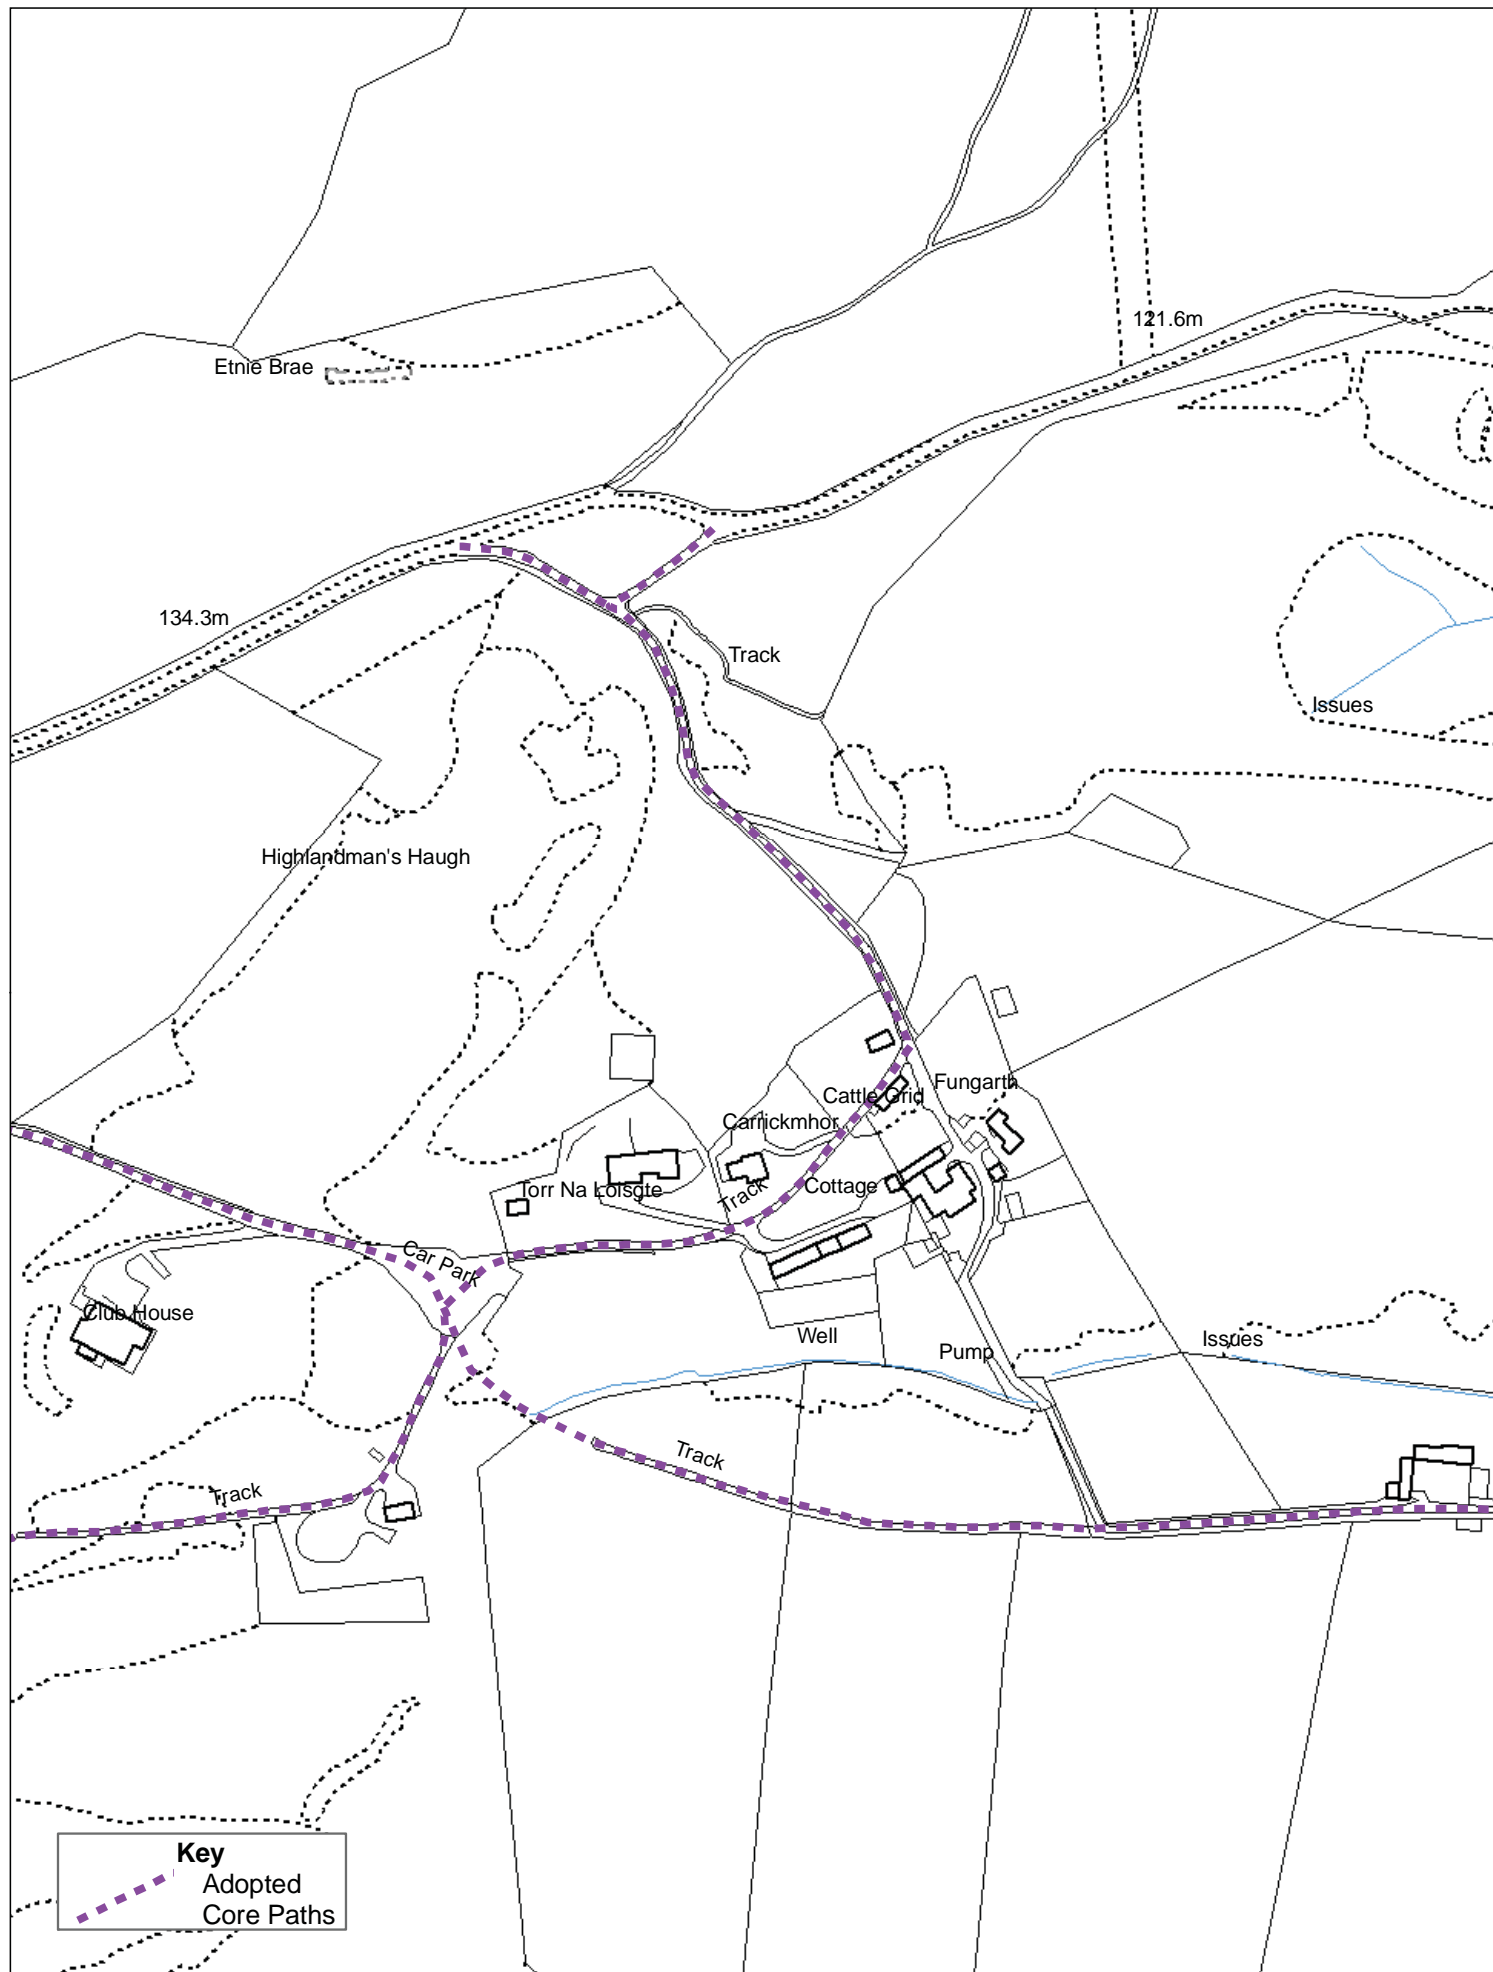 121.6m
Etnie Brae
134.3m
Track
Issues
Highlandman's Haugh
Fungarth
Cattle Grid
Carrickmhor
Torr Na Loisgte
Track
Cottage
Car Park
Club House
Well
Pump
Issues
Track
Track
Key
Adopted
Core Paths